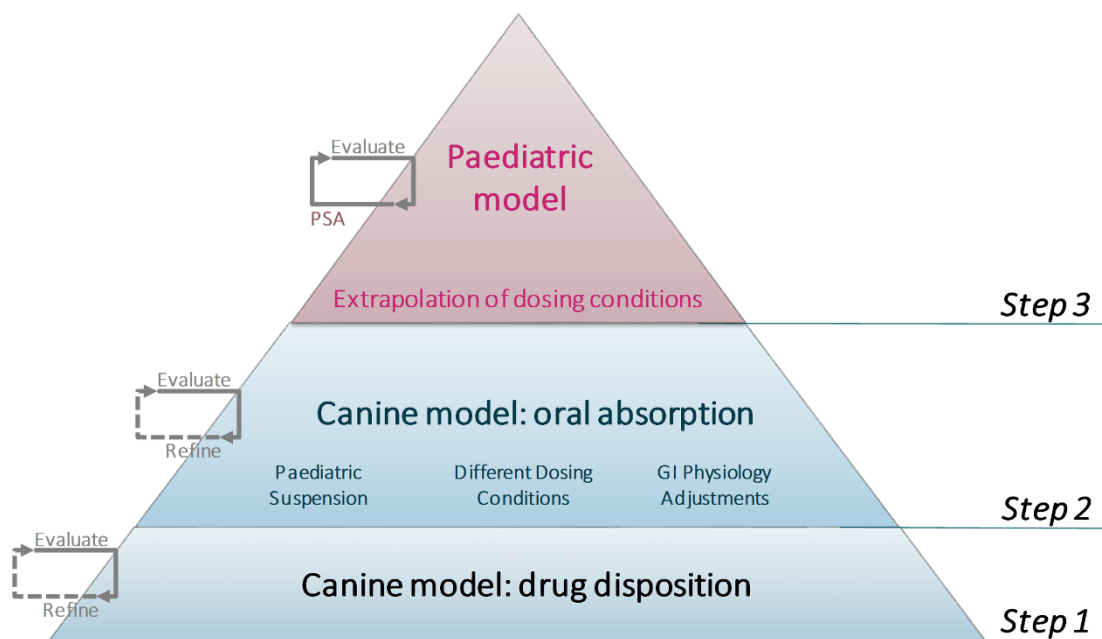 Evaluate
PSA
Paediatric
model
Extrapolation of dosing conditions
Step 3
Evaluate
Refine
Canine model: oral absorption
Paediatric
Suspension
Different Dosing
Conditions
GI Physiology
Adjustments
Step 2
Evaluate
Refine
Canine model: drug disposition
Step 1